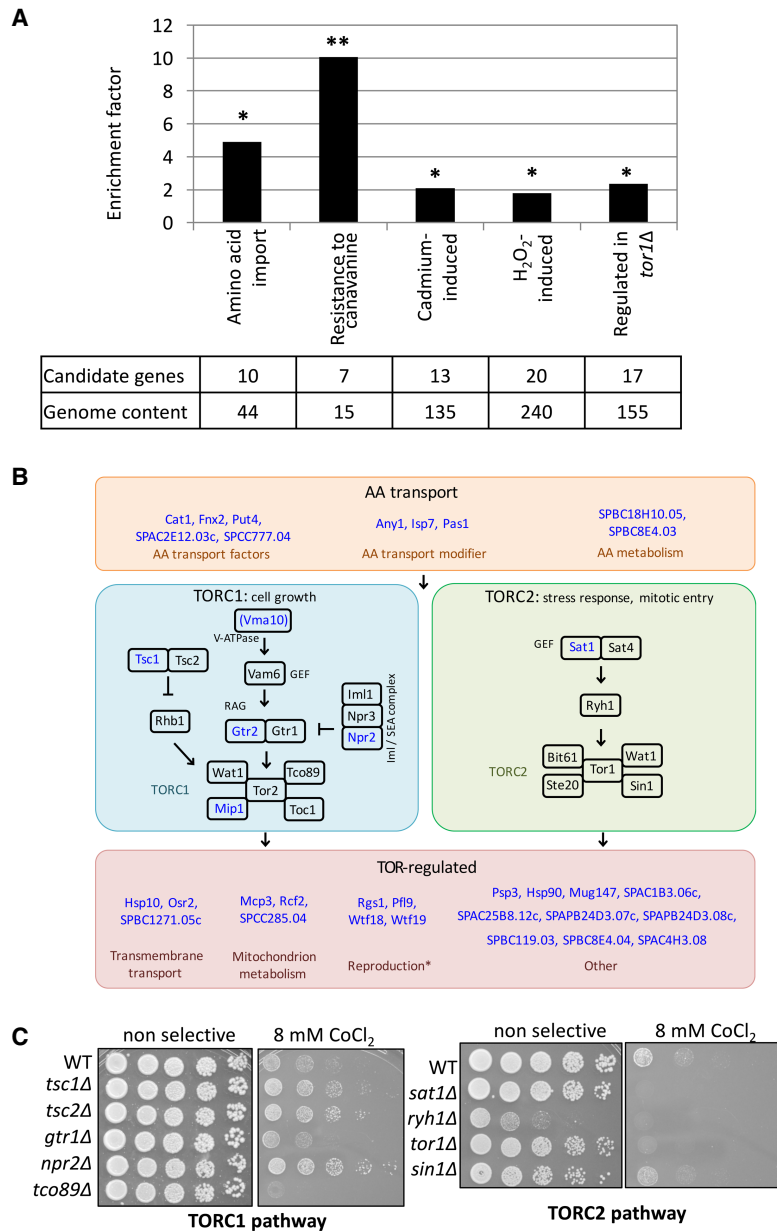 A
Enrichment factor
12
10
8
6
4
2
0
*
**
*
*
*
Amino acid
import
Resistance to
canavanine
Cadmium-
induced
H2O2-
induced
Regulated in
tor1Δ
Candidate genes 10 7 13 20 17
Genome content 44 15 135 240 155
B
AA transport
Cat1, Fnx2, Put4,
SPAC2E12.03c, SPCC777.04
AA transport factors
Any1, Isp7, Pas1
AA transport modifier
SPBC18H10.05,
SPBC8E4.03
AA metabolism
TORC1: cell growth
(Vma10)
V-ATPase
Tsc1 Tsc2
Vam6 GEF
RAG
Rhb1
Gtr2 Gtr1
Iml1
Npr3
Npr2
Iml / SEA complex
TORC1
Wat1 Tco89
Tor2
Mip1 Toc1
TORC2: stress response, mitotic entry
GEF Sat1 Sat4
Ryh1
TORC2
Bit61 Wat1
Tor1
Ste20 Sin1
TOR-regulated
Hsp10, Osr2,
SPBC1271.05c
Transmembrane
transport
Mcp3, Rcf2,
SPCC285.04
Mitochondrion
metabolism
Rgs1, Pfl9,
Wtf18, Wtf19
Reproduction*
Psp3, Hsp90, Mug147, SPAC1B3.06c,
SPAC25B8.12c, SPAPB24D3.07c, SPAPB24D3.08c,
SPBC119.03, SPBC8E4.04, SPAC4H3.08
Other
C
non selective 8 mM CoCl2
WT
tsc1Δ
tsc2Δ
gtr1Δ
npr2Δ
tco89Δ
TORC1 pathway
non selective 8 mM CoCl2
WT
sat1Δ
ryh1Δ
tor1Δ
sin1Δ
TORC2 pathway